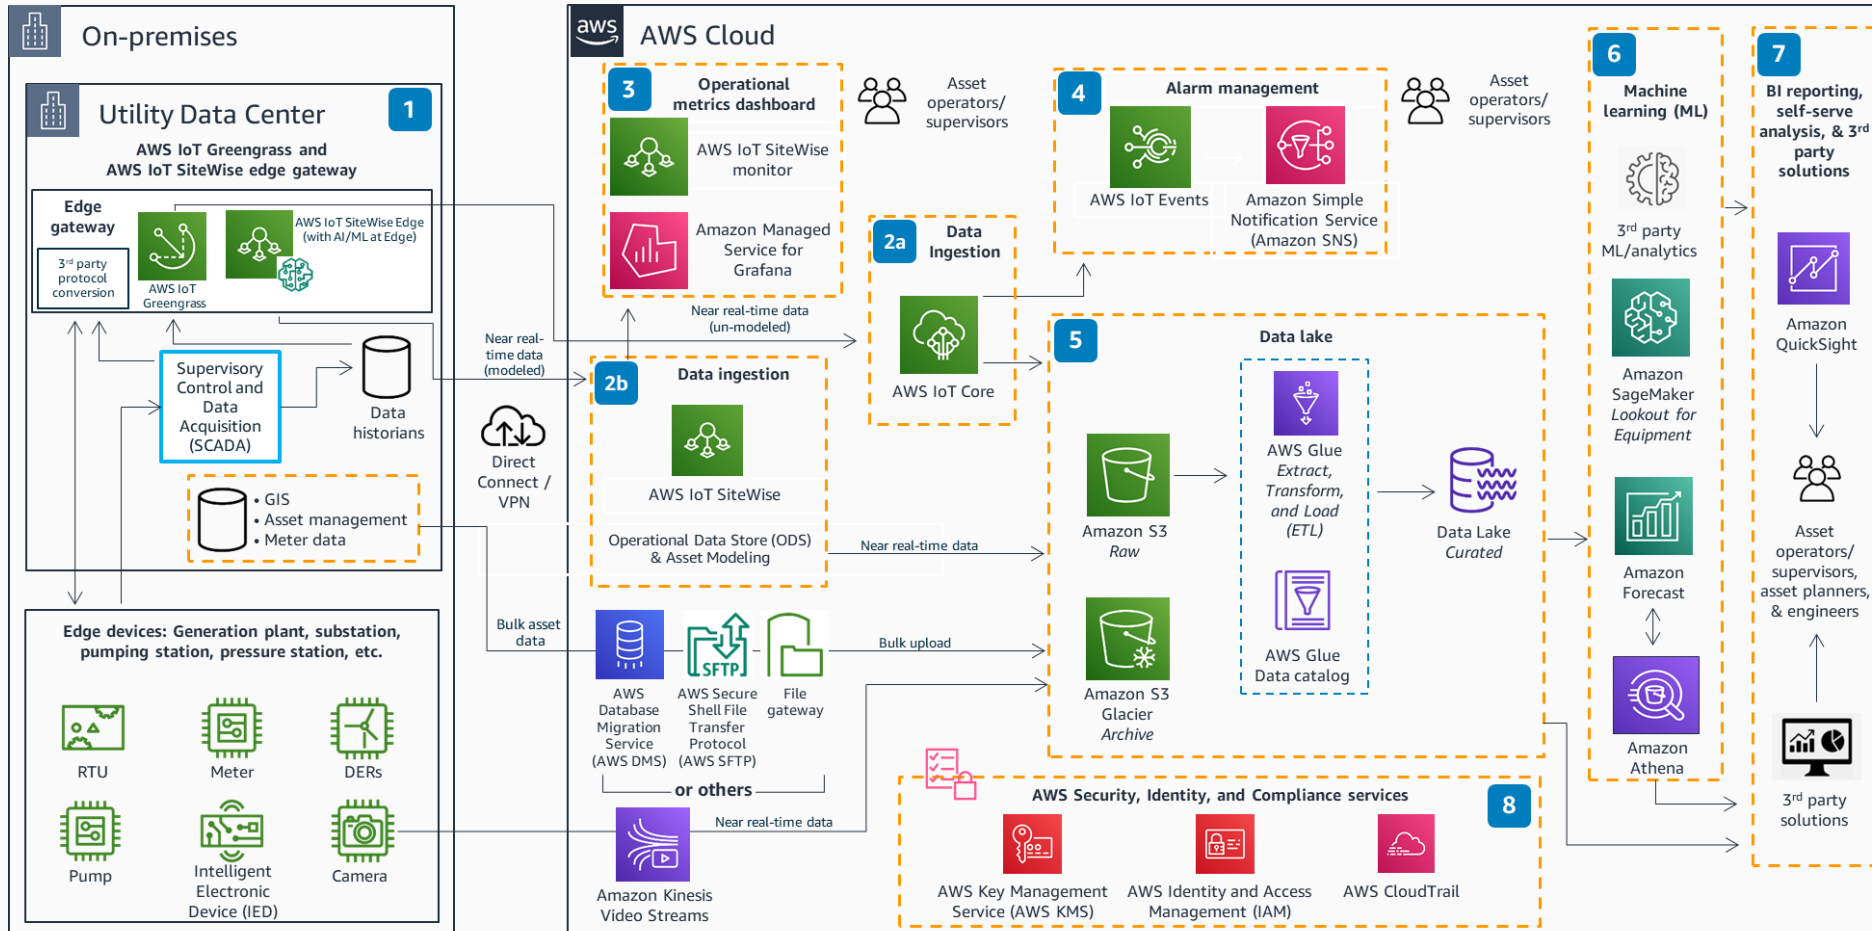 On-premises
Utility Data Center
1
AWS IoT Greengrass and
AWS IoT SiteWise edge gateway
Edge
gateway
3rd party
protocol
conversion
AWS IoT
Greengrass
AWS IoT SiteWise Edge
(with AI/ML at Edge)
Supervisory
Control and
Data
Acquisition
(SCADA)
Data
historians
• GIS
• Asset management
• Meter data
Edge devices: Generation plant, substation,
pumping station, pressure station, etc.
RTU
Meter
DERs
Pump
Intelligent
Electronic
Device (IED)
Camera
aws
AWS Cloud
3
Operational
metrics dashboard
AWS IoT SiteWise
monitor
Amazon Managed
Service for
Grafana
Asset
operators/
supervisors
Near real-time data
(un-modeled)
Near real-
time data
(modeled)
Direct
Connect /
VPN
2a
Data
Ingestion
AWS IoT Core
2b
Data ingestion
AWS IoT SiteWise
Operational Data Store (ODS)
& Asset Modeling
Near real-time data
Bulk asset
data
Bulk upload
AWS
Database
Migration
Service
(AWS DMS)
SFTP
AWS Secure
Shell File
Transfer
Protocol
(AWS SFTP)
File
gateway
or others
Near real-time data
Amazon Kinesis
Video Streams
4
Alarm management
AWS IoT Events
Amazon Simple
Notification Service
(Amazon SNS)
Asset
operators/
supervisors
5
Data lake
Amazon S3
Raw
Amazon S3
Glacier
Archive
AWS Glue
Extract,
Transform,
and Load
(ETL)
AWS Glue
Data catalog
Data Lake
Curated
6
Machine
learning (ML)
3rd party
ML/analytics
Amazon
SageMaker
Lookout for
Equipment
Amazon
Forecast
Amazon
Athena
7
BI reporting,
self-serve
analysis, & 3rd
party
solutions
Amazon
QuickSight
Asset
operators/
supervisors,
asset planners,
& engineers
3rd party
solutions
8
AWS Security, Identity, and Compliance services
AWS Key Management
Service (AWS KMS)
AWS Identity and Access
Management (IAM)
AWS CloudTrail